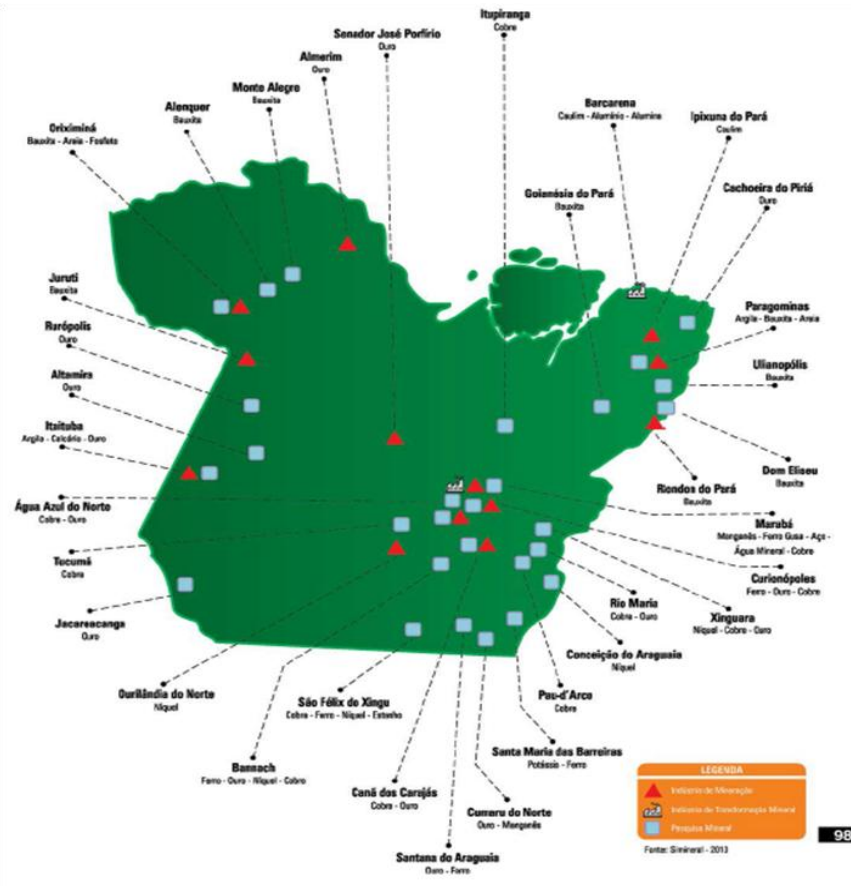 Itupiranga
Cobre
Senador José Porfírio
Ouro
Almerim
Ouro
Monte Alegre
Bauxita
Alenquer
Bauxita
Oriximiná
Bauxita - Areia - Fosfato
Barcarena
Caulim - Alumínio - Alumina
Ipixuna do Pará
Caulim
Goianésia do Pará
Bauxita
Cachoeira do Piriá
Ouro
Juruti
Bauxita
Rurópolis
Ouro
Altamira
Ouro
Itaituba
Argila - Calcário - Ouro
Água Azul do Norte
Cobre - Ouro
Tucumã
Cobre
Jacareacanga
Ouro
Paragominas
Argila - Bauxita - Areia
Ulianópolis
Bauxita
Dom Eliseu
Bauxita
Rondos do Pará
Bauxita
Marabá
Manganês - Ferro Gusa - Aço -
Água Mineral - Cobre
Curionópoles
Ferro - Ouro - Cobre
Rio Maria
Cobre - Ouro
Xinguara
Níquel - Cobre - Ouro
Conceição do Araguaia
Níquel
Pau-d'Arco
Cobre
Ourilândia do Norte
Níquel
São Félix do Xingu
Cobre - Ferro - Níquel - Estanho
Bannach
Ferro - Ouro - Níquel - Cobre
Santa Maria das Barreiras
Potássio - Ferro
Canã dos Carajás
Cobre - Ouro
Cumaru do Norte
Ouro - Manganês
Santana do Araguaia
Ouro - Ferro
LEGENDA
Indústria de Mineração
Indústria de Transformação Mineral
Pesquisa Mineral
Fonte: Simineral - 2013
98